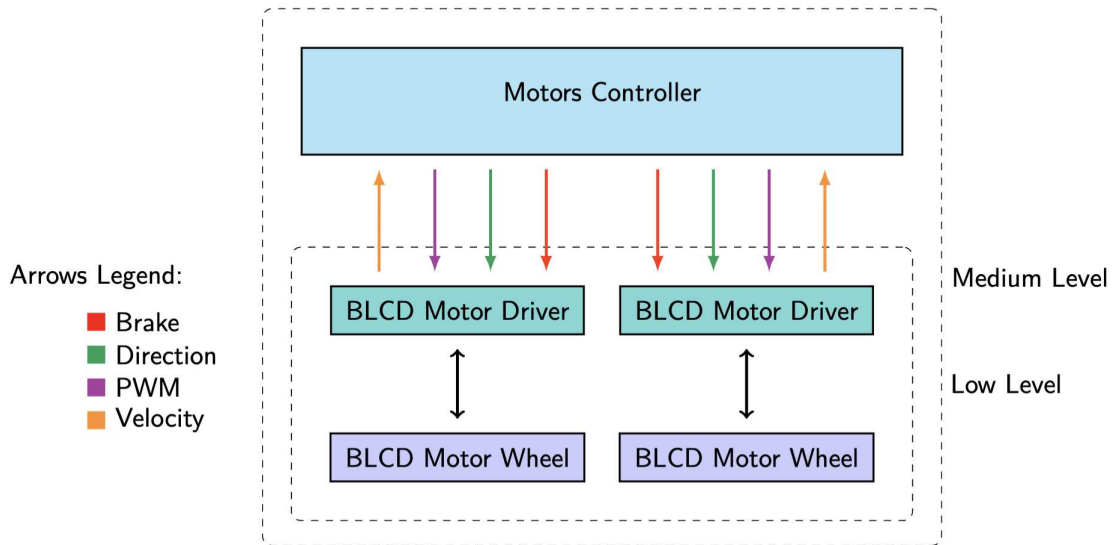 Motors Controller
Arrows Legend:
Brake
Direction
PWM
Velocity
BLCD Motor Driver
BLCD Motor Driver
BLCD Motor Wheel
BLCD Motor Wheel
Medium Level
Low Level